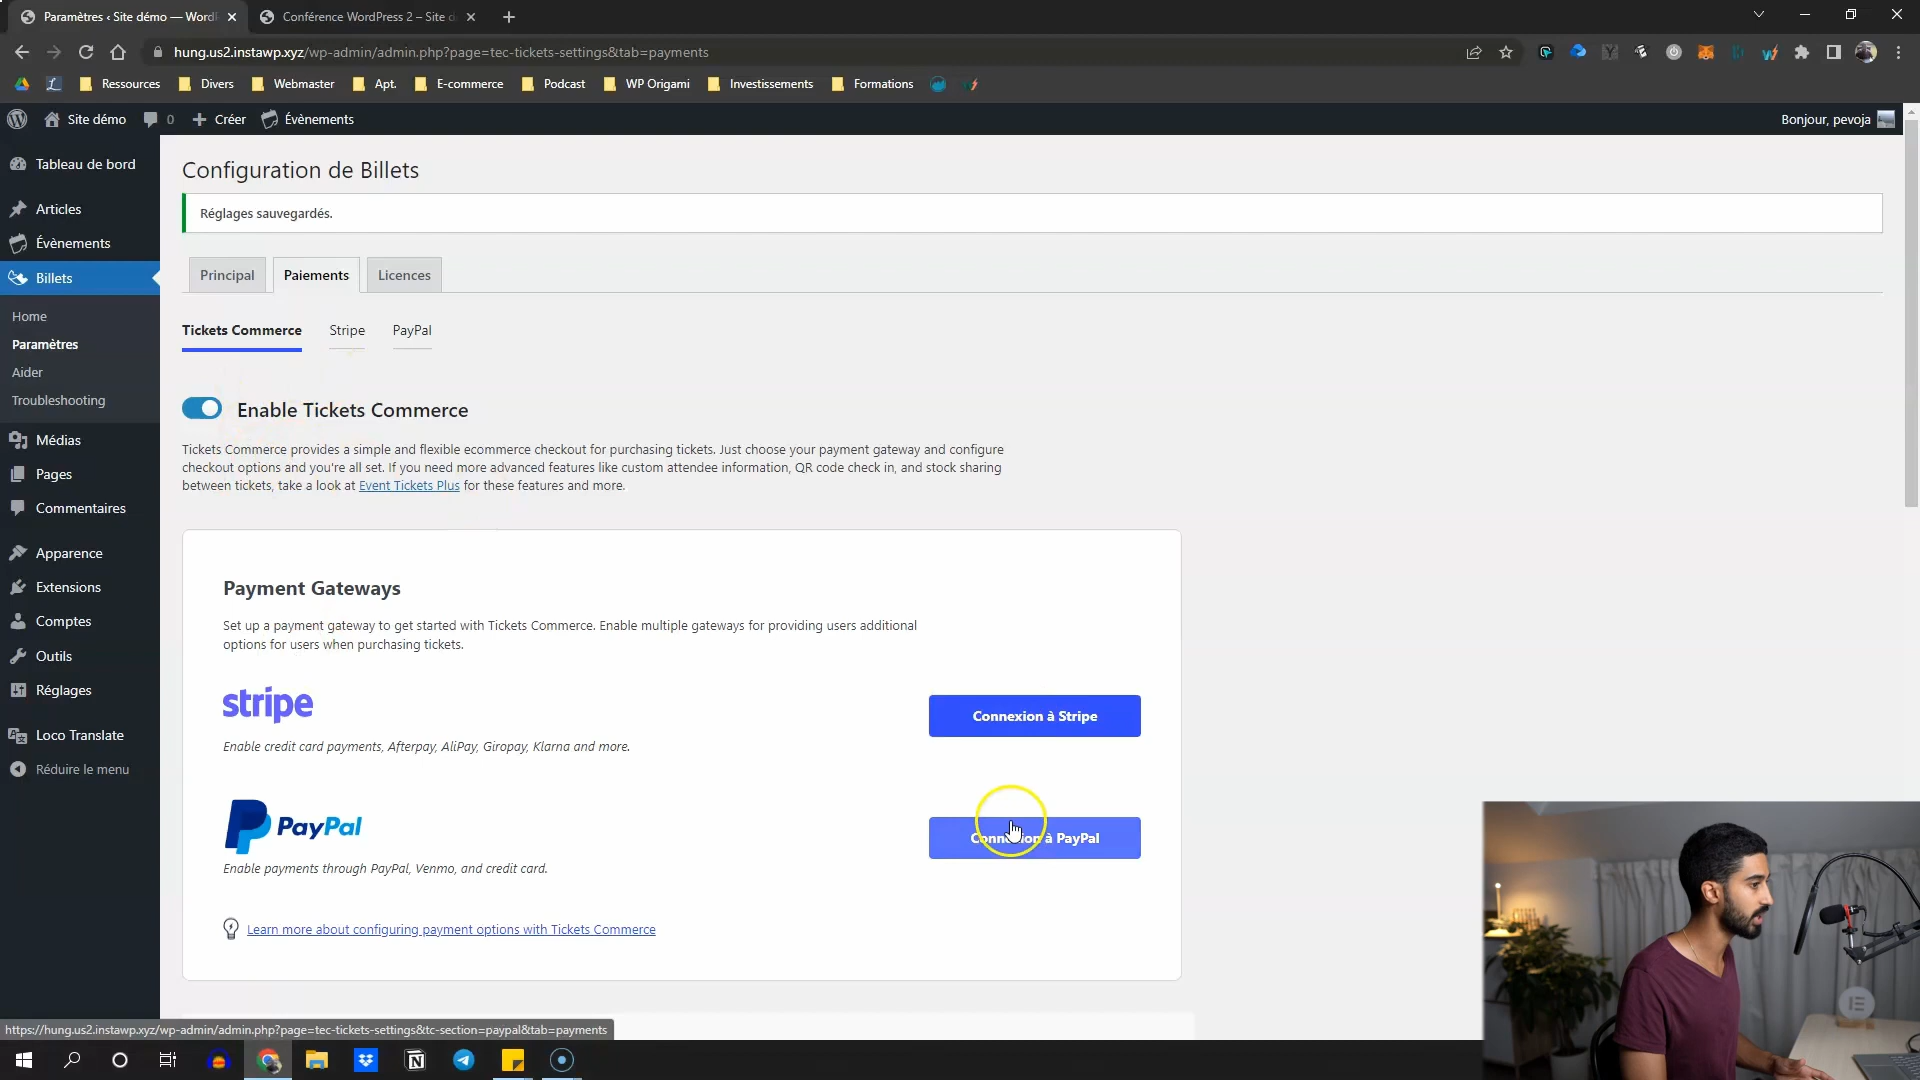 Paramètres ‹ Site démo — Word
Conférence WordPress 2 – Site d
hung.us2.instawp.xyz/wp-admin/admin.php?page=tec-tickets-settings&tab=payments
Ressources
Divers
Webmaster
Apt.
E-commerce
Podcast
WP Origami
Investissements
Formations
Site démo
0
Créer
Évènements
Bonjour, pevoja
Tableau de bord
Articles
Évènements
Billets
Home
Paramètres
Aider
Troubleshooting
Médias
Pages
Commentaires
Apparence
Extensions
Comptes
Outils
Réglages
Loco Translate
Réduire le menu
Configuration de Billets
Réglages sauvegardés.
Principal
Paiements
Licences
Tickets Commerce
Stripe
PayPal
Enable Tickets Commerce
Tickets Commerce provides a simple and flexible ecommerce checkout for purchasing tickets. Just choose your payment gateway and configure
checkout options and you're all set. If you need more advanced features like custom attendee information, QR code check in, and stock sharing
between tickets, take a look at Event Tickets Plus for these features and more.
Payment Gateways
Set up a payment gateway to get started with Tickets Commerce. Enable multiple gateways for providing users additional
options for users when purchasing tickets.
stripe
Connexion à Stripe
Enable credit card payments, Afterpay, AliPay, Giropay, Klarna and more.
PayPal
Connexion à PayPal
Enable payments through PayPal, Venmo, and credit card.
Learn more about configuring payment options with Tickets Commerce
https://hung.us2.instawp.xyz/wp-admin/admin.php?page=tec-tickets-settings&tc-section=paypal&tab=payments